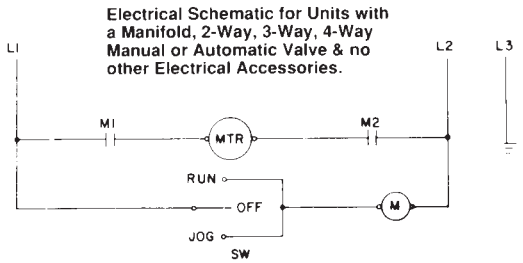 Electrical Schematic for Units with
a Manifold, 2-Way, 3-Way, 4-Way
Manual or Automatic Valve & no
other Electrical Accessories.
L1
L2
L3
M1
MTR
M2
RUN
OFF
M
JOG
SW